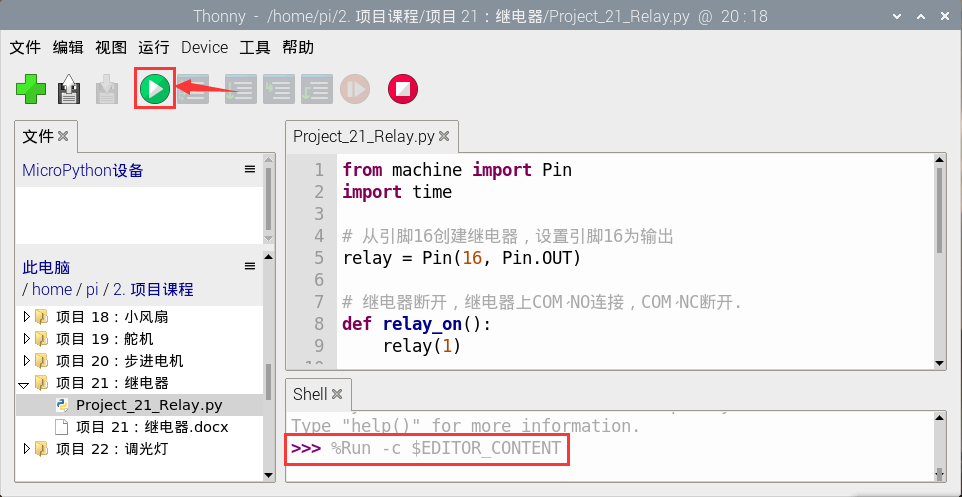 Thonny - /home/pi/2. 项目课程/项目 21：继电器/Project_21_Relay.py @ 20 : 18
文件 编辑 视图 运行 Device 工具 帮助
文件
MicroPython设备
此电脑
/ home / pi / 2. 项目课程
项目 18：小风扇
项目 19：舵机
项目 20：步进电机
项目 21：继电器
Project_21_Relay.py
项目 21：继电器.docx
项目 22：调光灯
Project_21_Relay.py
1 from machine import Pin
2 import time
3
4 # 从引脚16创建继电器，设置引脚16为输出
5 relay = Pin(16, Pin.OUT)
6
7 # 继电器断开，继电器上COM、NO连接，COM、NC断开.
8 def relay_on():
9     relay(1)
Shell
Type "help()" for more information.
>>> %Run -c $EDITOR_CONTENT